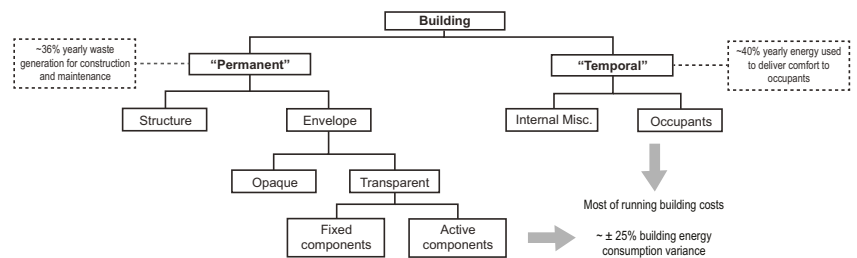 Building
~36% yearly waste
generation for construction
and maintenance
"Permanent"
"Temporal"
~40% yearly energy used
to deliver comfort to
occupants
Structure
Envelope
Internal Misc.
Occupants
Opaque
Transparent
Most of running building costs
Fixed
components
Active
components
~ ± 25% building energy
consumption variance